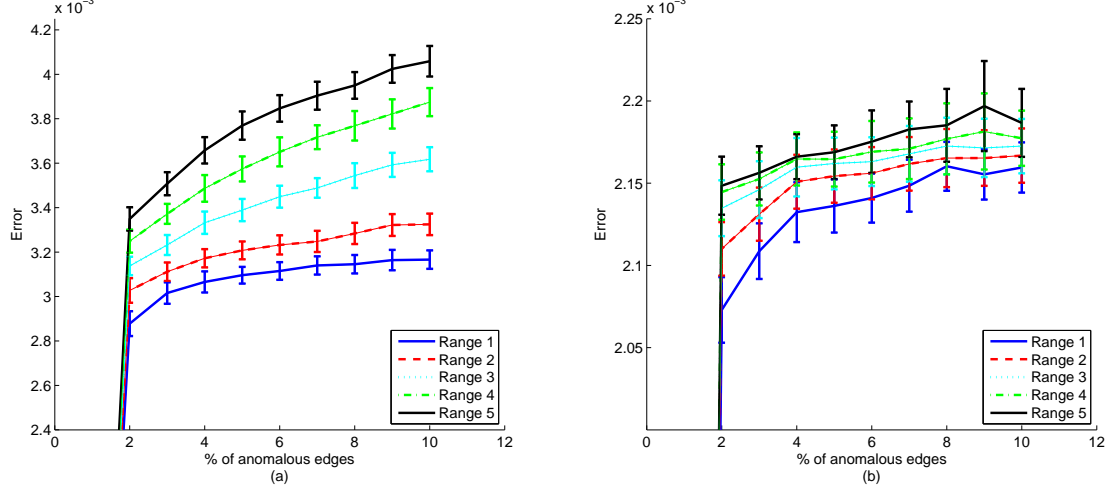 × 10⁻³
4.2
4
3.8
3.6
3.4
3.2
3
2.8
2.6
2.4
Error
0 2 4 6 8 10 12
% of anomalous edges
(a)
Range 1
Range 2
Range 3
Range 4
Range 5
× 10⁻³
2.25
2.2
2.15
2.1
2.05
Error
0 2 4 6 8 10 12
% of anomalous edges
(b)
Range 1
Range 2
Range 3
Range 4
Range 5